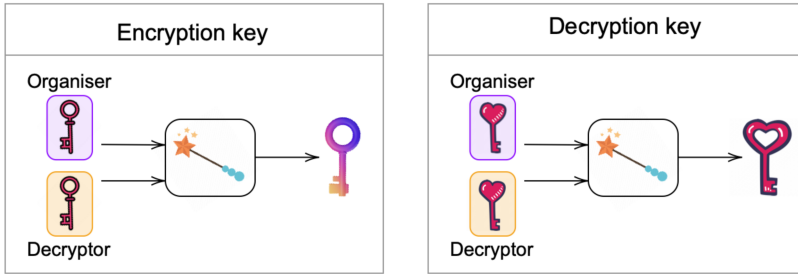 Encryption key
Organiser
Decryptor
Decryption key
Organiser
Decryptor